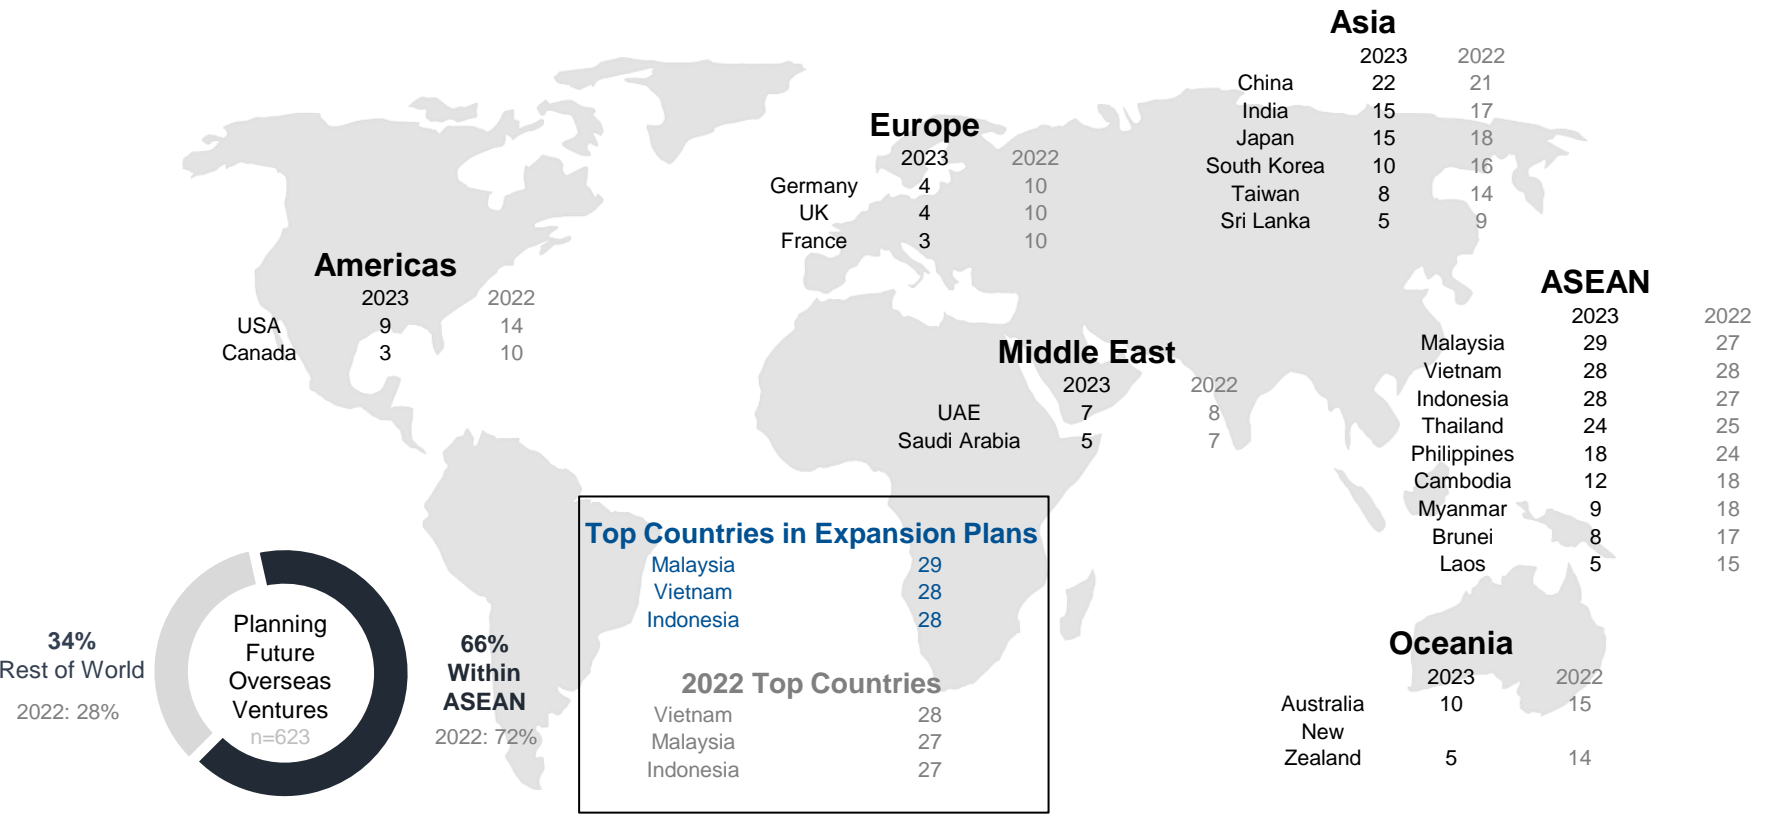 Asia
2023 2022
China 22 21
India 15 17
Japan 15 18
South Korea 10 16
Taiwan 8 14
Sri Lanka 5 9
Europe
2023 2022
Germany 4 10
UK 4 10
France 3 10
Americas
2023 2022
USA 9 14
Canada 3 10
Middle East
2023 2022
UAE 7 8
Saudi Arabia 5 7
ASEAN
2023 2022
Malaysia 29 27
Vietnam 28 28
Indonesia 28 27
Thailand 24 25
Philippines 18 24
Cambodia 12 18
Myanmar 9 18
Brunei 8 17
Laos 5 15
Oceania
2023 2022
Australia 10 15
New
Zealand 5 14
Top Countries in Expansion Plans
Malaysia 29
Vietnam 28
Indonesia 28
2022 Top Countries
Vietnam 28
Malaysia 27
Indonesia 27
34%
Rest of World
2022: 28%
Planning
Future
Overseas
Ventures
n=623
66%
Within
ASEAN
2022: 72%